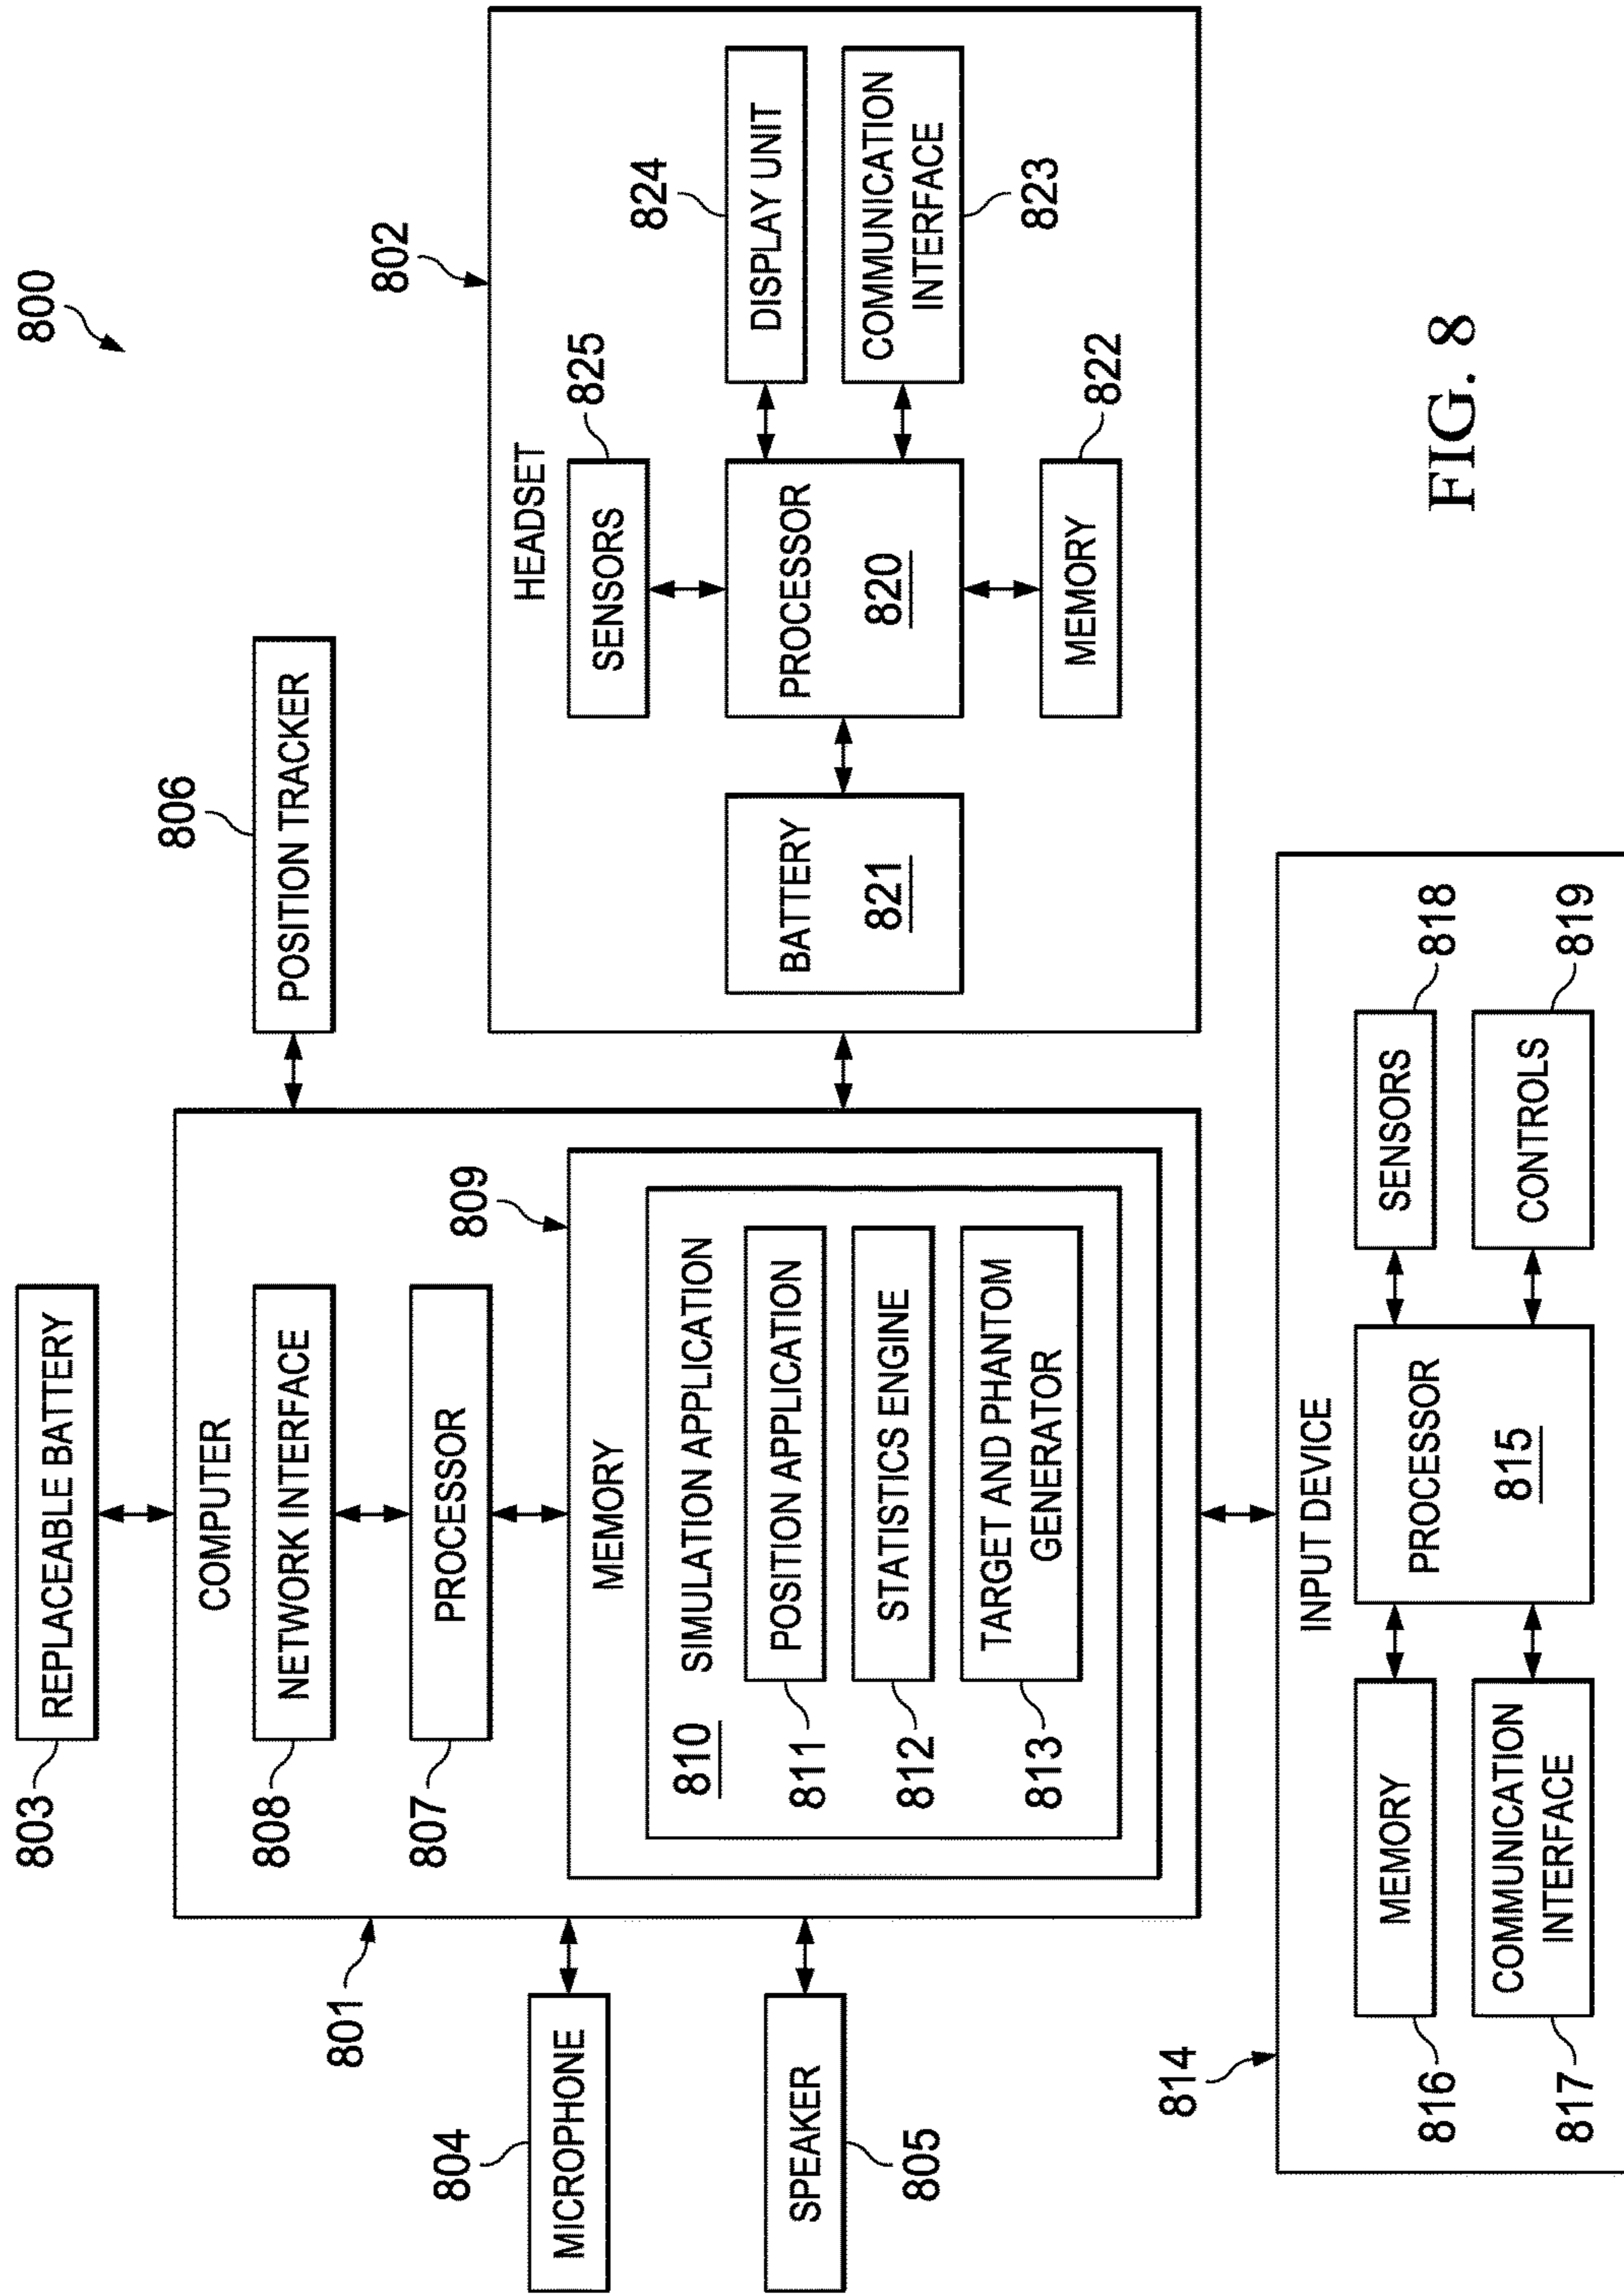 800
803
REPLACEABLE BATTERY
806
POSITION TRACKER
801
COMPUTER
808
NETWORK INTERFACE
807
PROCESSOR
809
MEMORY
810
SIMULATION APPLICATION
811
POSITION APPLICATION
812
STATISTICS ENGINE
813
TARGET AND PHANTOM
GENERATOR
804
MICROPHONE
805
SPEAKER
802
HEADSET
825
SENSORS
824
DISPLAY UNIT
BATTERY
821
PROCESSOR
820
COMMUNICATION
INTERFACE
823
MEMORY
822
814
INPUT DEVICE
816
MEMORY
817
COMMUNICATION
INTERFACE
PROCESSOR
815
SENSORS
818
CONTROLS
819
FIG. 8